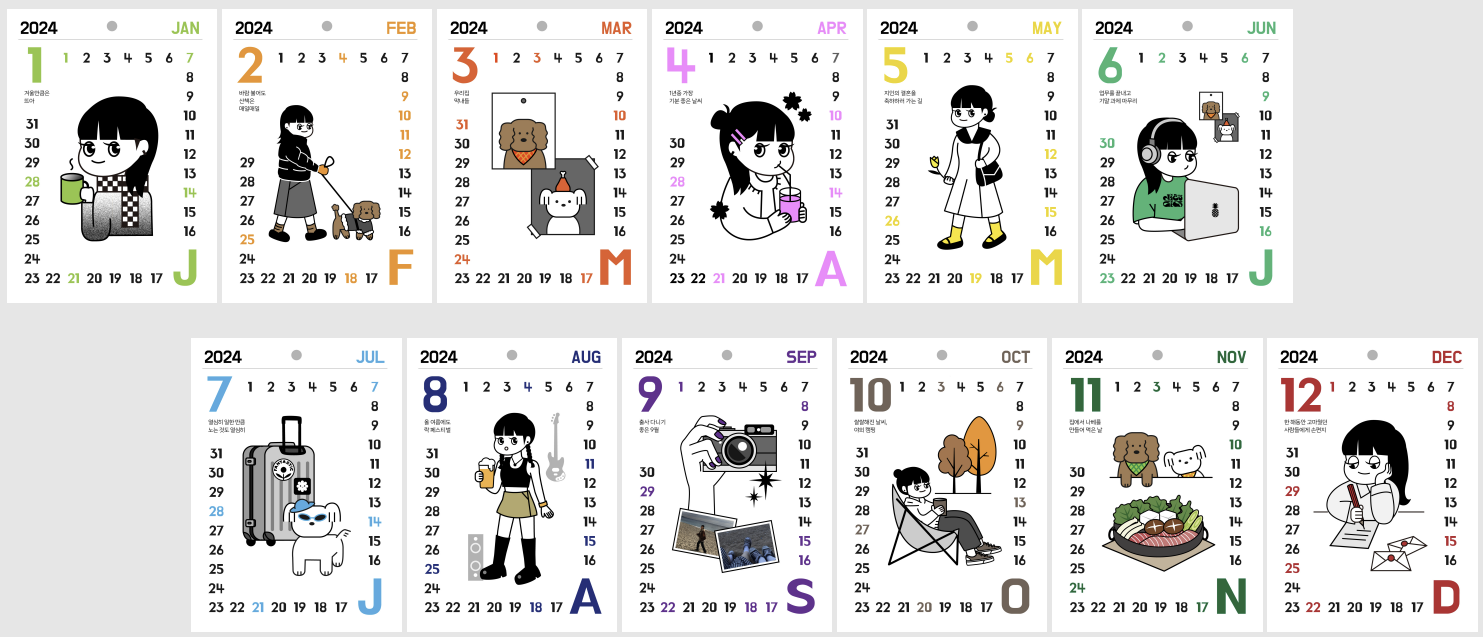 2024 JAN
1
1 2 3 4 5 6 7
겨울만큼은
뜨아
8
9
10
11
12
13
14
15
16
31
30
29
28
27
26
25
24
23 22 21 20 19 18 17
J
2024 FEB
2
1 2 3 4 5 6 7
바람 불어도
산책은
매일매일
8
9
10
11
12
13
14
15
16
29
28
27
26
25
24
23 22 21 20 19 18 17
F
2024 MAR
3
1 2 3 4 5 6 7
우리집
막내들
8
9
10
11
12
13
14
15
16
31
30
29
28
27
26
25
24
23 22 21 20 19 18 17
M
2024 APR
4
1 2 3 4 5 6 7
1년중 가장
기분 좋은 날씨
8
9
10
11
12
13
14
15
16
30
29
28
27
26
25
24
23 22 21 20 19 18 17
A
2024 MAY
5
1 2 3 4 5 6 7
지인의 결혼을
축하하러 가는 길
8
9
10
11
12
13
14
15
16
31
30
29
28
27
26
25
24
23 22 21 20 19 18 17
M
2024 JUN
6
1 2 3 4 5 6 7
업무를 끝내고
기말 과제 마무리
8
9
10
11
12
13
14
15
16
30
29
28
27
26
25
24
23 22 21 20 19 18 17
J
2024 JUL
7
1 2 3 4 5 6 7
열심히 일한 만큼
노는 것도 열심히
8
9
10
11
12
13
14
15
16
31
30
29
28
27
26
25
24
23 22 21 20 19 18 17
J
2024 AUG
8
1 2 3 4 5 6 7
올 여름에도
락 페스티벌
8
9
10
11
12
13
14
15
16
31
30
29
28
27
26
25
24
23 22 21 20 19 18 17
A
2024 SEP
9
1 2 3 4 5 6 7
출사 다니기
좋은 9월
8
9
10
11
12
13
14
15
16
30
29
28
27
26
25
24
23 22 21 20 19 18 17
S
2024 OCT
10
1 2 3 4 5 6 7
쌀쌀해진 날씨,
야외 캠핑
8
9
10
11
12
13
14
15
16
31
30
29
28
27
26
25
24
23 22 21 20 19 18 17
O
2024 NOV
11
1 2 3 4 5 6 7
집에서 나베를
만들어 먹은 날
8
9
10
11
12
13
14
15
16
30
29
28
27
26
25
24
23 22 21 20 19 18 17
N
2024 DEC
12
1 2 3 4 5 6 7
한 해동안 고마웠던
사람들에게 손편지
8
9
10
11
12
13
14
15
16
31
30
29
28
27
26
25
24
23 22 21 20 19 18 17
D